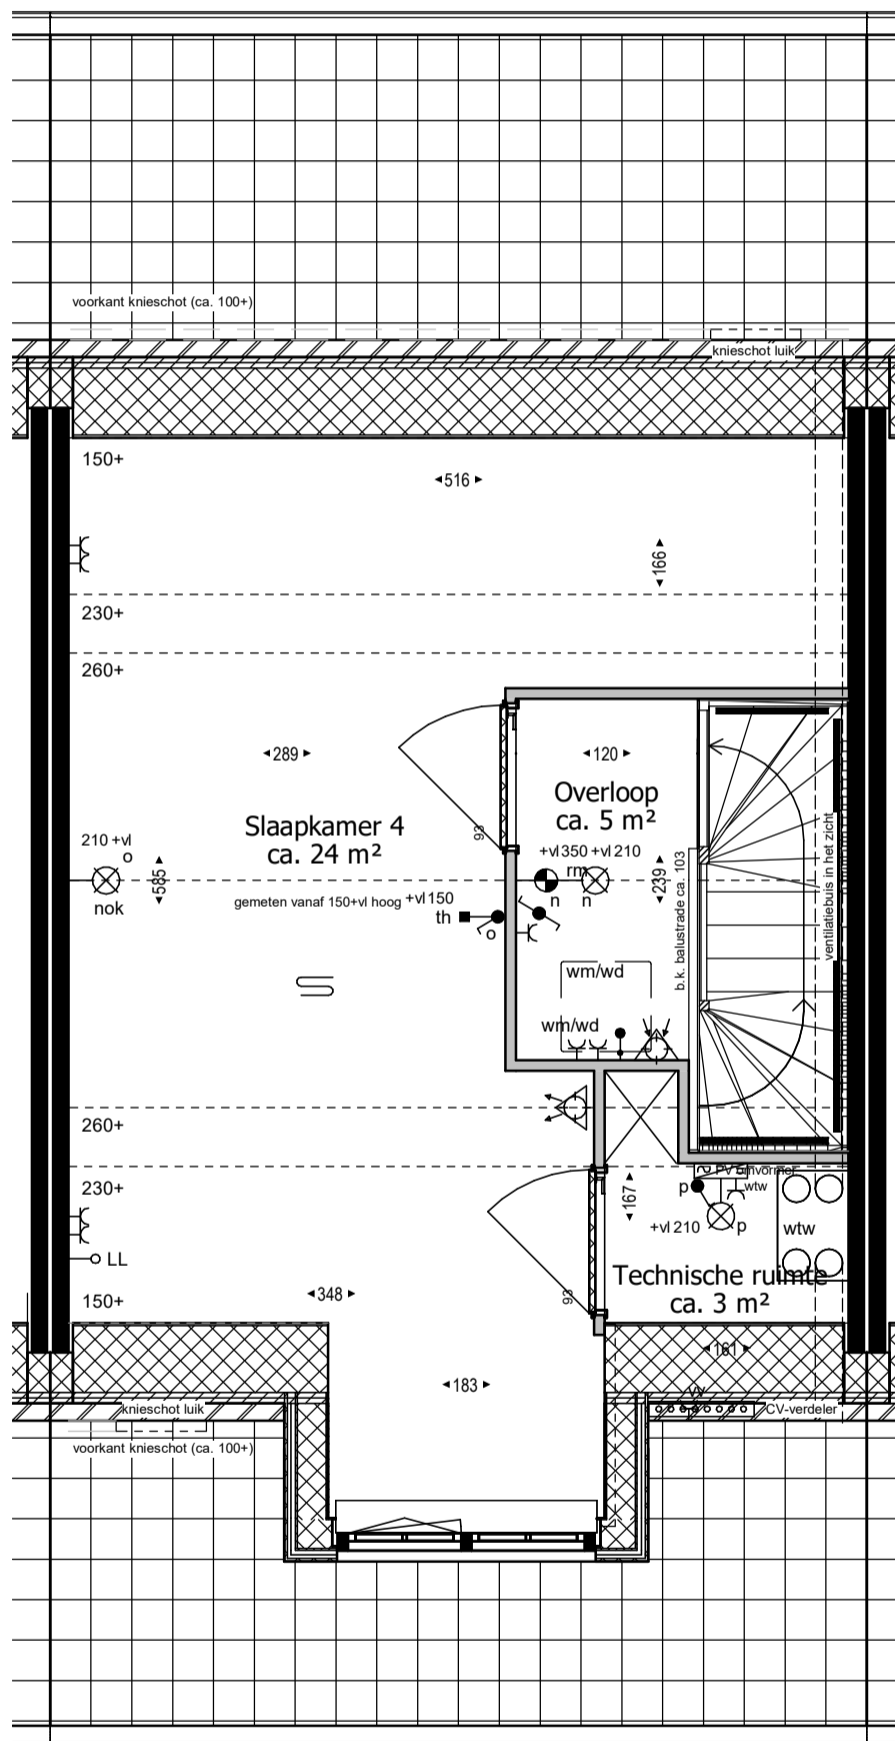 voorkant knieschot (ca. 100+)
knieschot luik
150+
516
166
230+
260+
289
120
Overloop
ca. 5 m²
Slaapkamer 4
ca. 24 m²
93
210 +vl
o
nok
585
gemeten vanaf 150+vl hoog
+vl 150
th
o
+vl 350
+vl 210
rm
n
n
239
b.k. balustrade ca. 103
ventilatiebuis in het zicht
wm/wd
wm/wd
260+
230+
LL
150+
PV omvormer
wtw
p
167
+vl 210
p
wtw
Technische ruimte
ca. 3 m²
93
348
161
183
VV
CV-verdeler
knieschot luik
voorkant knieschot (ca. 100+)